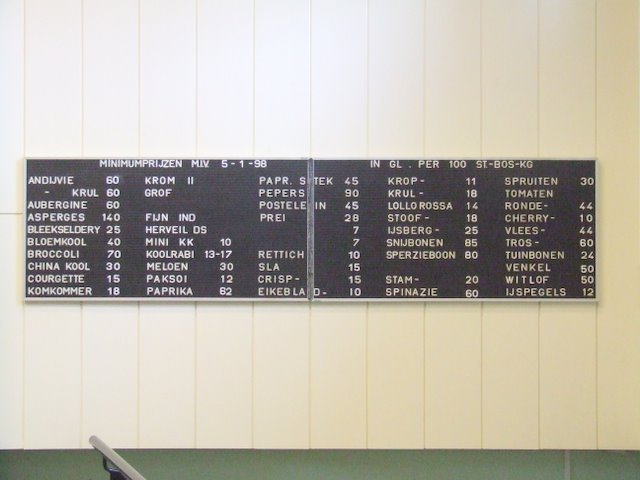 MINIMUMPRIJZEN M.I.V. 5-1-98 IN GL. PER 100 ST.-BOS-KG
ANDIJVIE 60 KROM II PAPR. STEK 45 KROP- 11 SPRUITEN 30
- KRUL 60 GROF PEPERS 90 KRUL- 18 TOMATEN
AUBERGINE 60 POSTELEIN 45 LOLLO ROSSA 14 RONDE- 44
ASPERGES 140 FIJN IND PREI 28 STOOF- 18 CHERRY- 10
BLEEKSELDERY 25 HERVEIL DS 7 IJSBERG- 25 VLEES- 44
BLOEMKOOL 40 MINI KK 10 7 SNIJBONEN 85 TROS- 60
BROCCOLI 70 KOOLRABI 13-17 RETTICH 10 SPERZIEBOON 80 TUINBONEN 24
CHINA KOOL 30 MELOEN 30 SLA 15 VENKEL 50
COURGETTE 15 PAKSOI 12 CRISP- 15 STAM- 20 WITLOF 50
KOMKOMMER 18 PAPRIKA 62 EIKEBLAD- 10 SPINAZIE 60 IJSPEGELS 12